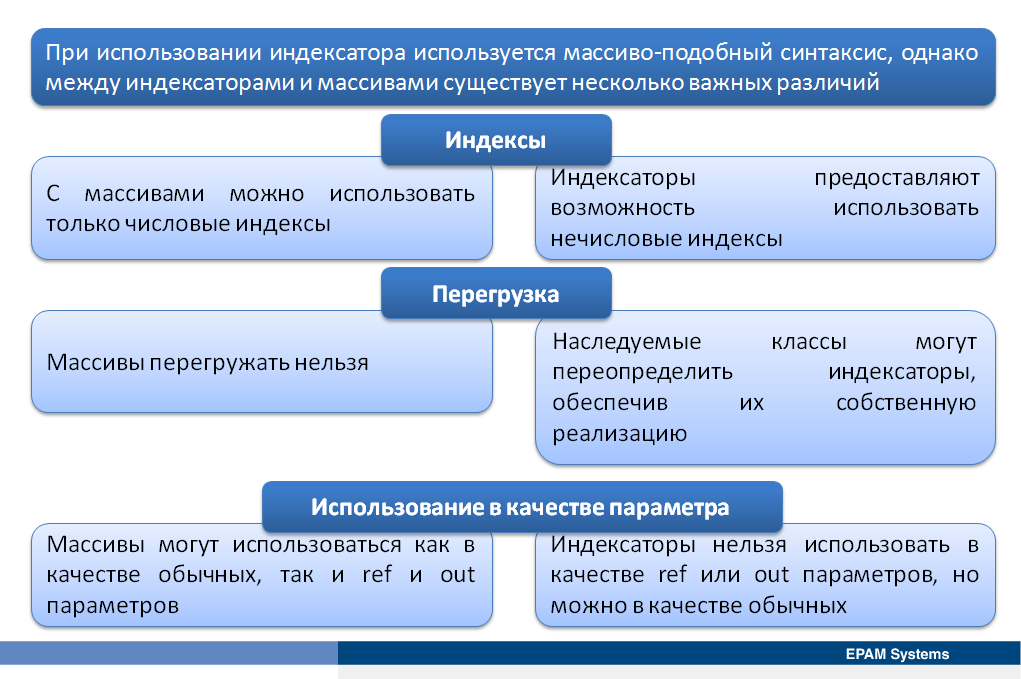 При использовании индексатора используется массиво-подобный синтаксис, однако
между индексаторами и массивами существует несколько важных различий
Индексы
С массивами можно использовать
только числовые индексы
Индексаторы предоставляют
возможность использовать
нечисловые индексы
Перегрузка
Массивы перегружать нельзя
Наследуемые классы могут
переопределить индексаторы,
обеспечив их собственную
реализацию
Использование в качестве параметра
Массивы могут использоваться как в
качестве обычных, так и ref и out
параметров
Индексаторы нельзя использовать в
качестве ref или out параметров, но
можно в качестве обычных
EPAM Systems